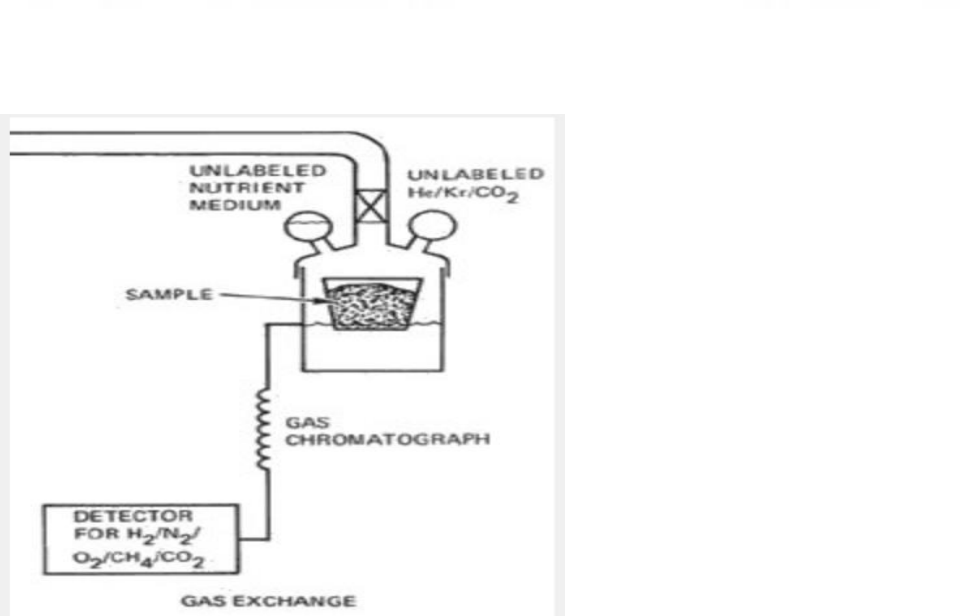 UNLABELED
NUTRIENT
MEDIUM
UNLABELED
He/Kr/CO₂
SAMPLE
GAS
CHROMATOGRAPH
DETECTOR
FOR H₂/N₂/
O₂/CH₄/CO₂
GAS EXCHANGE